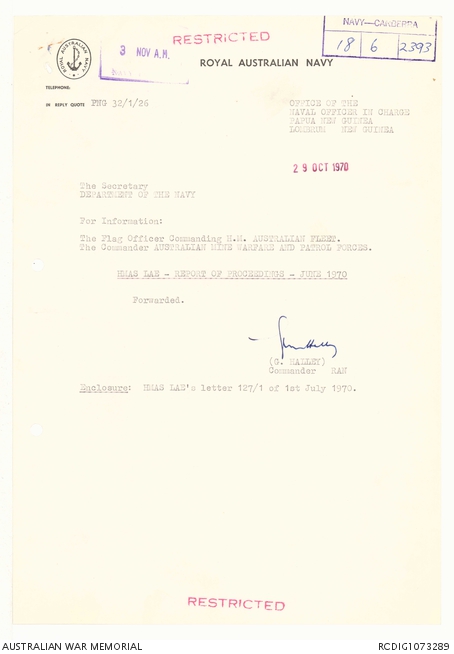 RESTRICTED
NAVY—CANBERRA
18 6 2393
3 NOV A.M.
ROYAL AUSTRALIAN NAVY
ROYAL AUSTRALIAN NAVY
TELEPHONE:
IN REPLY QUOTE PNG 32/1/26
OFFICE OF THE
NAVAL OFFICER IN CHARGE
PAPUA NEW GUINEA
LOMBRUM NEW GUINEA
29 OCT 1970
The Secretary
DEPARTMENT OF THE NAVY
For Information:
The Flag Officer Commanding H.M. AUSTRALIAN FLEET.
The Commander AUSTRALIAN MINE WARFARE AND PATROL FORCES.
HMAS LAE - REPORT OF PROCEEDINGS - JUNE 1970
Forwarded.
(G. HALLEY)
Commander RAN
Enclosure: HMAS LAE's letter 127/1 of 1st July 1970.
RESTRICTED
AUSTRALIAN WAR MEMORIAL
RCDIG1073289